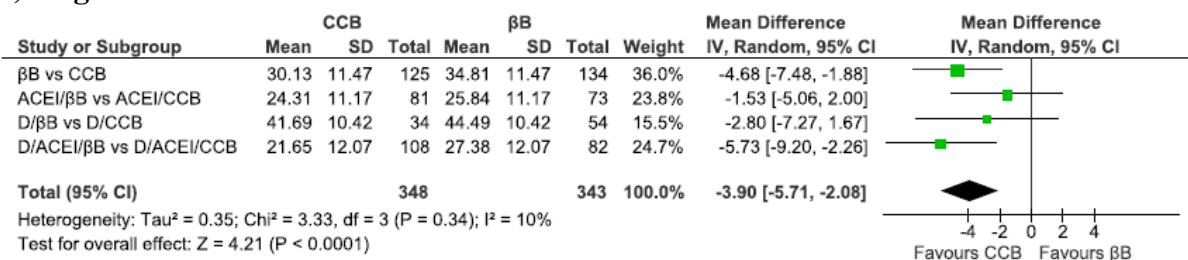 CCB βB Mean Difference Mean Difference
Study or Subgroup Mean SD Total Mean SD Total Weight IV, Random, 95% CI IV, Random, 95% CI
βB vs CCB 30.13 11.47 125 34.81 11.47 134 36.0% -4.68 [-7.48, -1.88]
ACEI/βB vs ACEI/CCB 24.31 11.17 81 25.84 11.17 73 23.8% -1.53 [-5.06, 2.00]
D/βB vs D/CCB 41.69 10.42 34 44.49 10.42 54 15.5% -2.80 [-7.27, 1.67]
D/ACEI/βB vs D/ACEI/CCB 21.65 12.07 108 27.38 12.07 82 24.7% -5.73 [-9.20, -2.26]
Total (95% CI) 348 343 100.0% -3.90 [-5.71, -2.08]
Heterogeneity: Tau² = 0.35; Chi² = 3.33, df = 3 (P = 0.34); I² = 10%
Test for overall effect: Z = 4.21 (P < 0.0001)
-4 -2 0 2 4
Favours CCB Favours βB